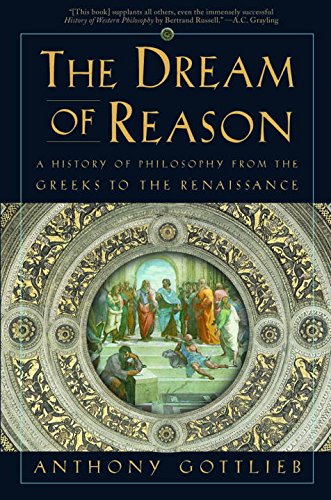 "[This book] supplants all others, even the immensely successful
History of Western Philosophy by Bertrand Russell." —A.C. Grayling
THE DREAM
OF REASON
A HISTORY OF PHILOSOPHY FROM THE
GREEKS TO THE RENAISSANCE
ANTHONY GOTTLIEB